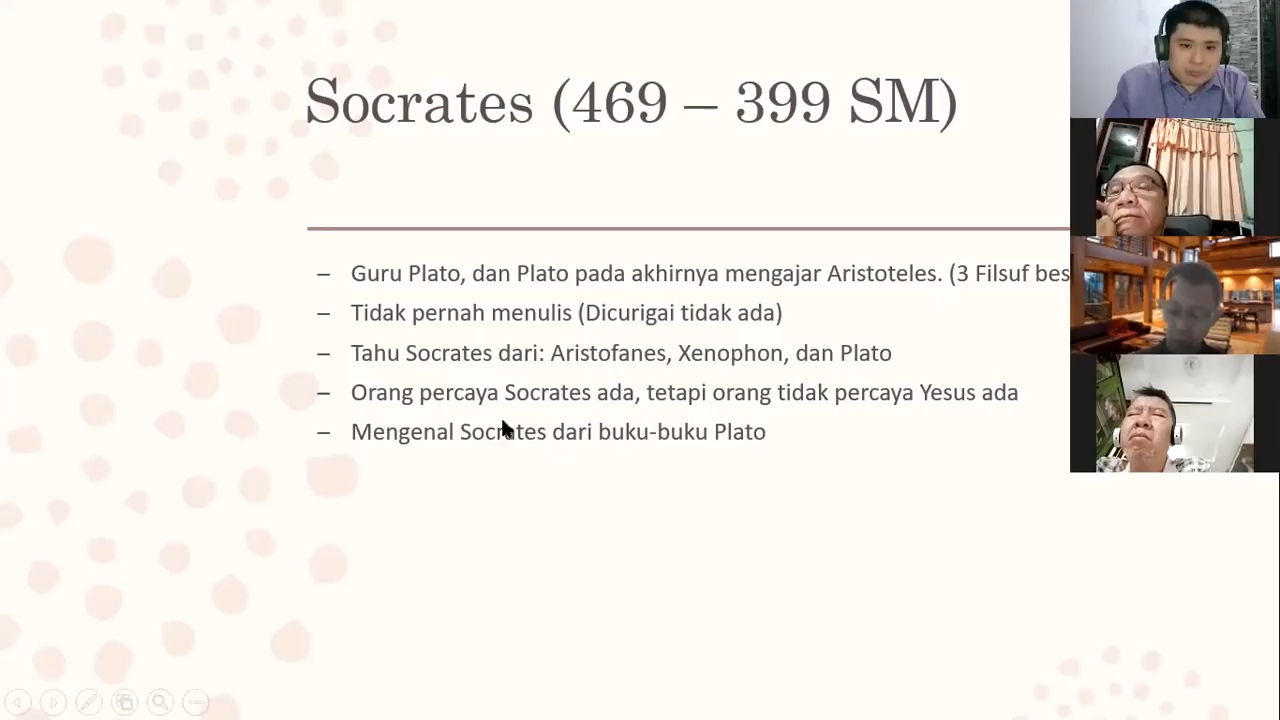 Socrates (469 – 399 SM)
– Guru Plato, dan Plato pada akhirnya mengajar Aristoteles. (3 Filsuf bes
– Tidak pernah menulis (Dicurigai tidak ada)
– Tahu Socrates dari: Aristofanes, Xenophon, dan Plato
– Orang percaya Socrates ada, tetapi orang tidak percaya Yesus ada
– Mengenal Socrates dari buku-buku Plato